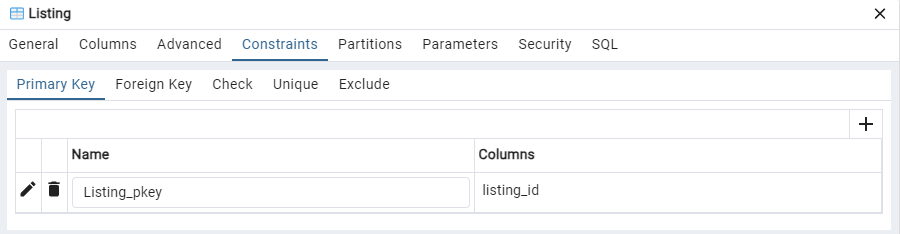 Listing
General Columns Advanced Constraints Partitions Parameters Security SQL
Primary Key Foreign Key Check Unique Exclude
Name Columns
Listing_pkey listing_id